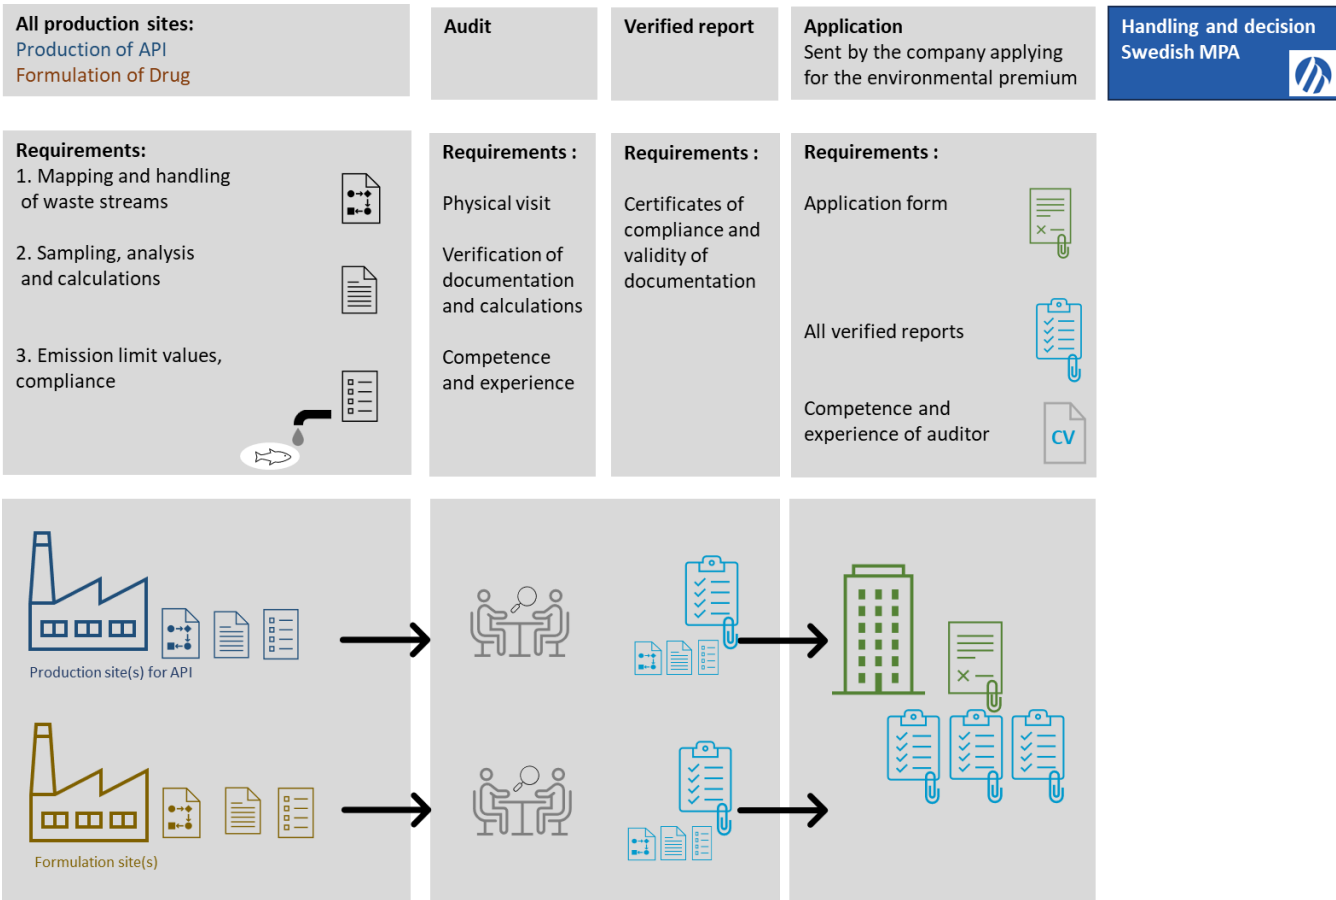 All production sites:
Production of API
Formulation of Drug
Audit
Verified report
Application
Sent by the company applying
for the environmental premium
Handling and decision
Swedish MPA
Requirements:
1. Mapping and handling
of waste streams
2. Sampling, analysis
and calculations
3. Emission limit values,
compliance
Requirements :
Physical visit
Verification of
documentation
and calculations
Competence
and experience
Requirements :
Certificates of
compliance and
validity of
documentation
Requirements :
Application form
All verified reports
Competence and
experience of auditor
CV
Production site(s) for API
Formulation site(s)